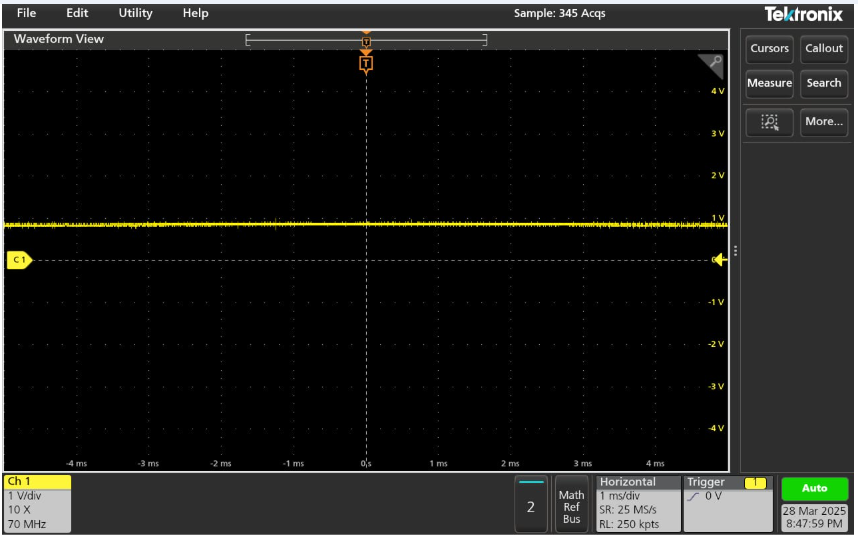 File Edit Utility Help Sample: 345 Acqs Tektronix
Waveform View
T
T
Cursors Callout
Measure Search
More...
4 V
3 V
2 V
1 V
C 1
-1 V
-2 V
-3 V
-4 V
-4 ms -3 ms -2 ms -1 ms 0 s 1 ms 2 ms 3 ms 4 ms
Ch 1
1 V/div
10 X
70 MHz
2
Math
Ref
Bus
Horizontal
1 ms/div
SR: 25 MS/s
RL: 250 kpts
Trigger 1
0 V
Auto
28 Mar 2025
8:47:59 PM